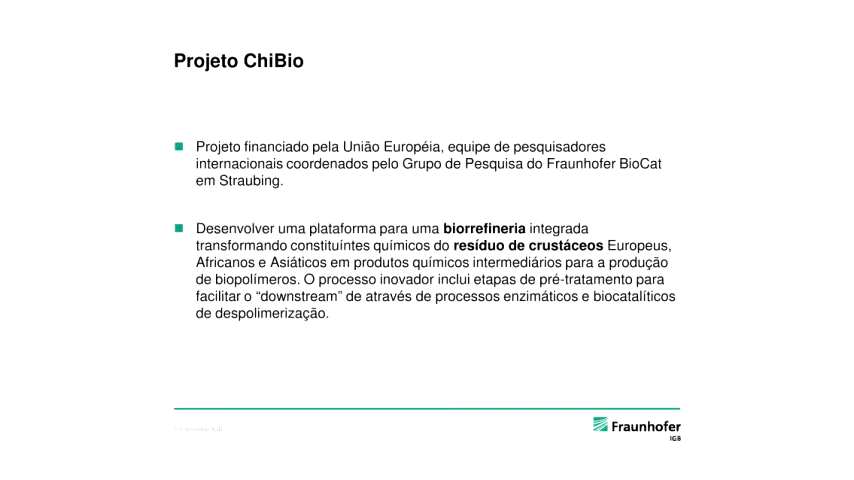 Projeto ChiBio
Projeto financiado pela União Européia, equipe de pesquisadores
internacionais coordenados pelo Grupo de Pesquisa do Fraunhofer BioCat
em Straubing.
Desenvolver uma plataforma para uma biorrefineria integrada
transformando constituíntes químicos do resíduo de crustáceos Europeus,
Africanos e Asiáticos em produtos químicos intermediários para a produção
de biopolímeros. O processo inovador inclui etapas de pré-tratamento para
facilitar o “downstream” de através de processos enzimáticos e biocatalíticos
de despolimerização.
Fraunhofer
IGB